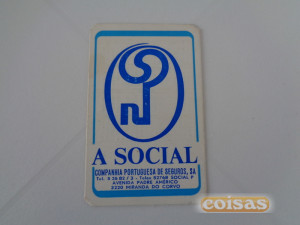 A SOCIAL
COMPANHIA PORTUGUESA DE SEGUROS, SA
AVENIDA PADRE AMÉRICO
3220 MIRANDA DO CORVO
coisas